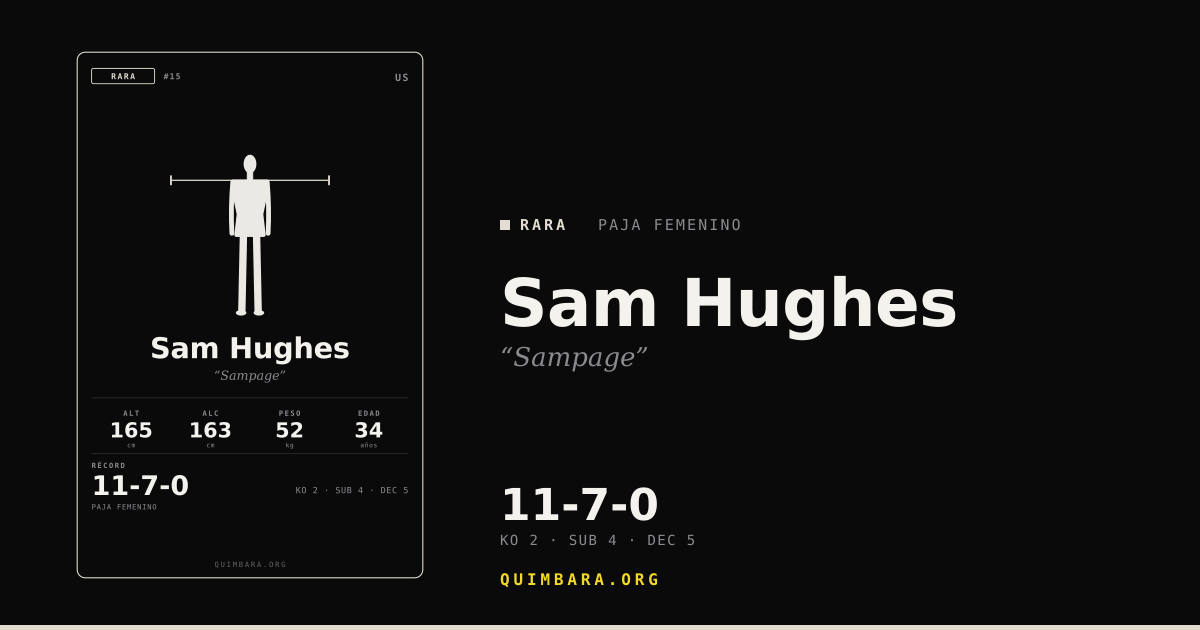 RARA #15 US
Sam Hughes
“Sampage”
ALT ALC PESO EDAD
165 163 52 34
cm cm kg años
RÉCORD
11-7-0
KO 2 · SUB 4 · DEC 5
PAJA FEMENINO
QUIMBARA.ORG
RARA PAJA FEMENINO
Sam Hughes
“Sampage”
11-7-0
KO 2 · SUB 4 · DEC 5
QUIMBARA.ORG